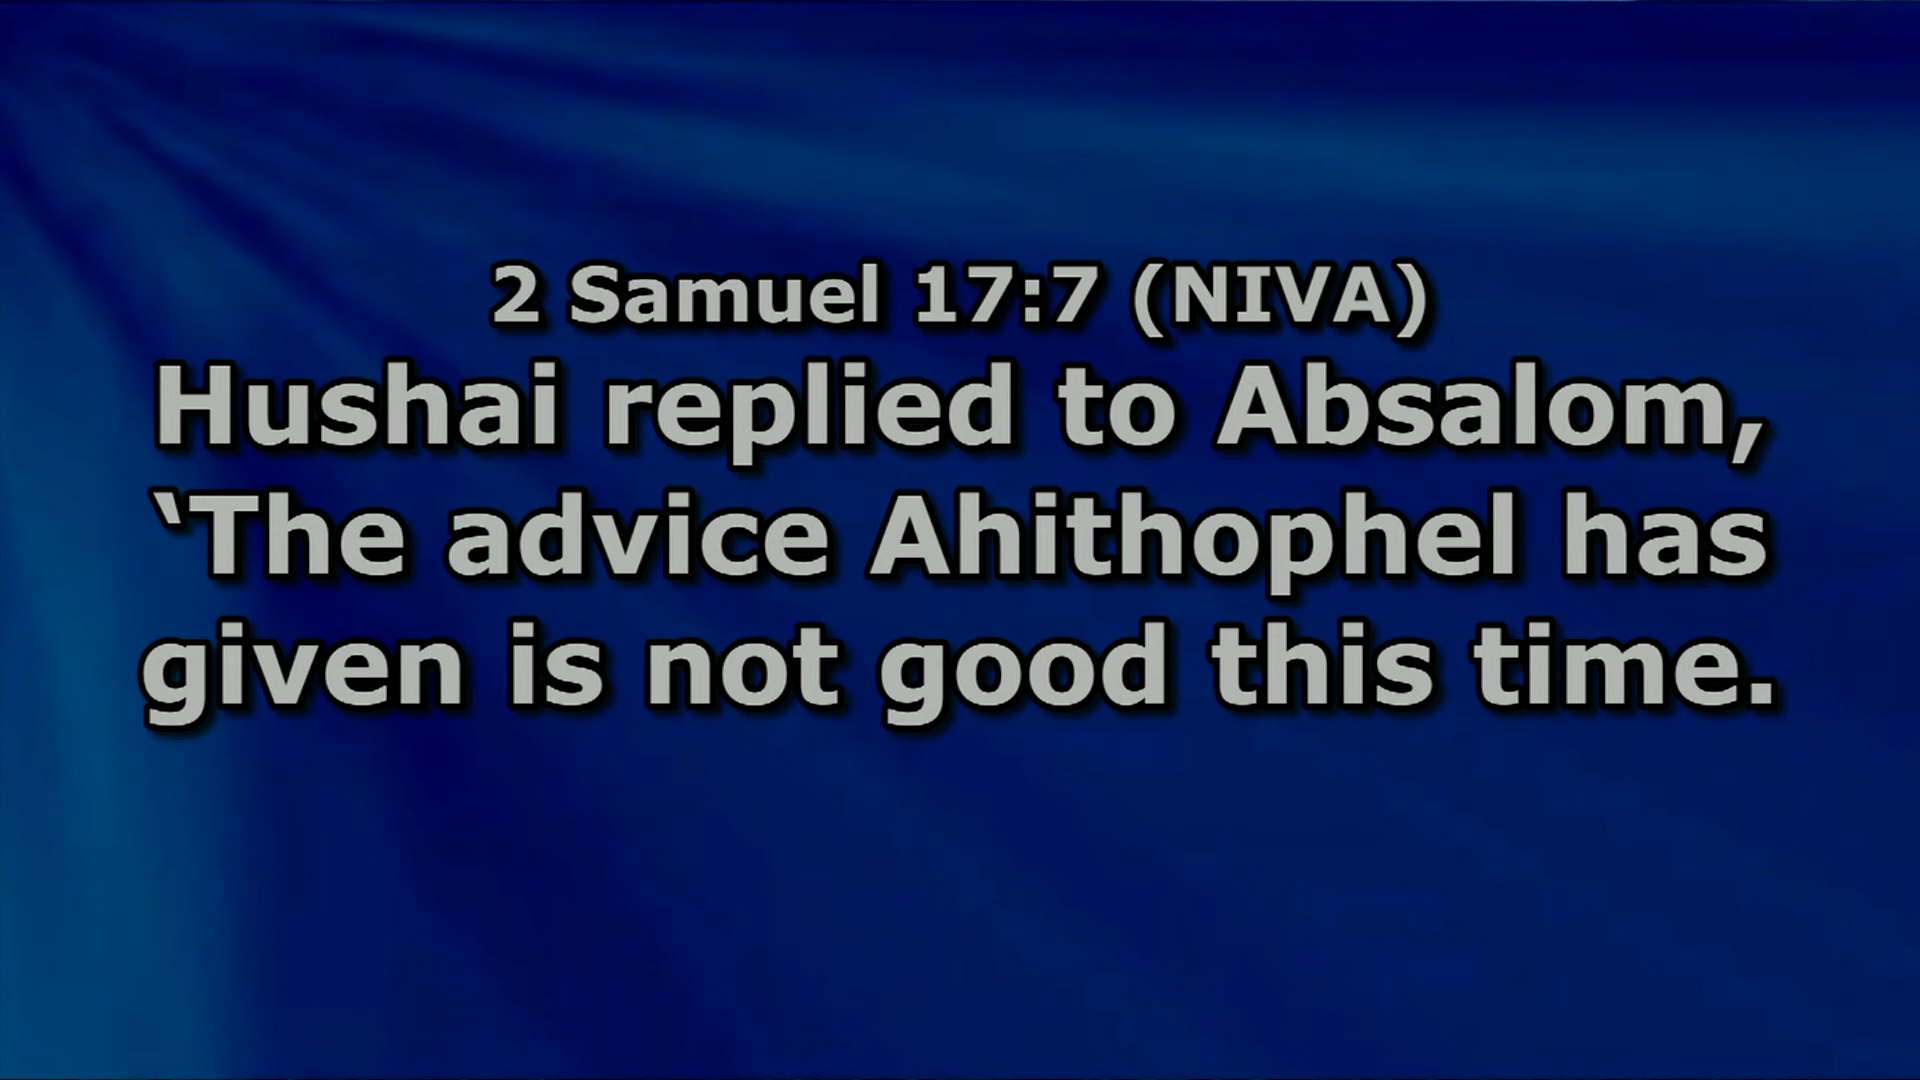 2 Samuel 17:7 (NIVA)
Hushai replied to Absalom,
‘The advice Ahithophel has
given is not good this time.